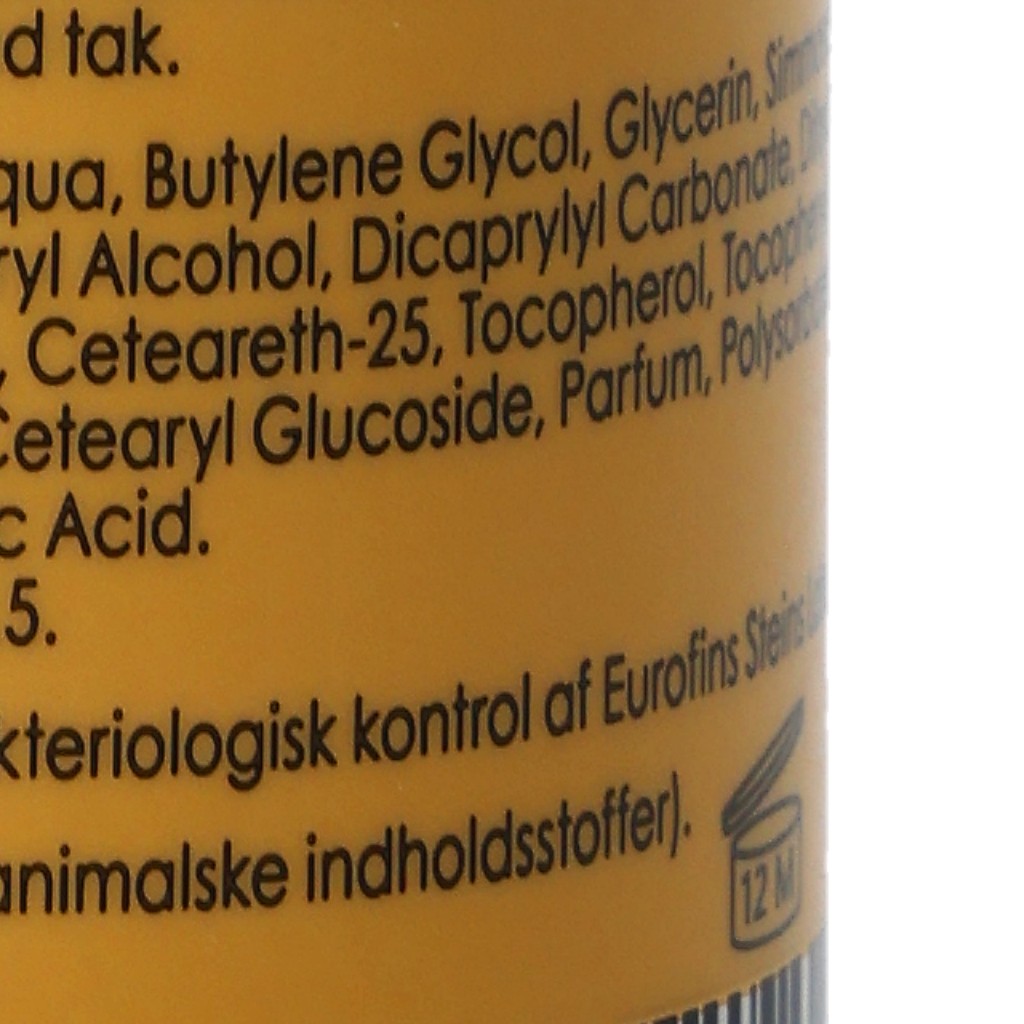 d tak.
qua, Butylene Glycol, Glycerin,
ryl Alcohol, Dicaprylyl Carbonate,
, Ceteareth-25, Tocopherol,
Cetearyl Glucoside, Parfum,
c Acid.
5.
kteriologisk kontrol af Eurofins Steins
animalske indholdsstoffer).
12 M